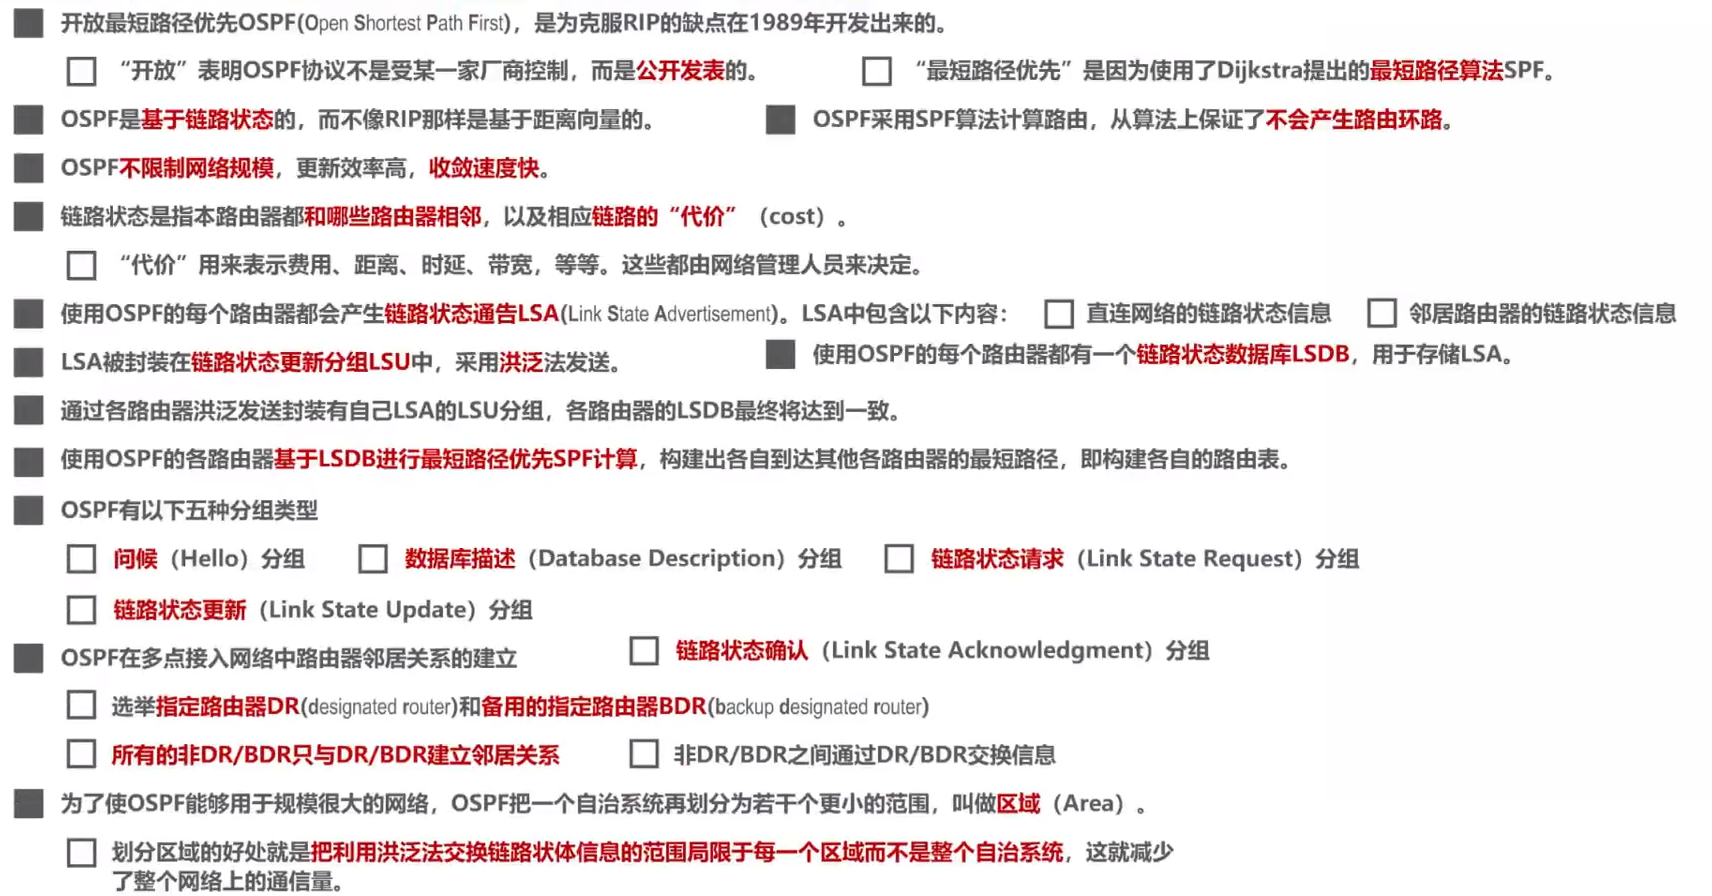 开放最短路径优先OSPF(Open Shortest Path First)，是为克服RIP的缺点在1989年开发出来的。
“开放”表明OSPF协议不是受某一家厂商控制，而是公开发表的。
“最短路径优先”是因为使用了Dijkstra提出的最短路径算法SPF。
OSPF是基于链路状态的，而不像RIP那样是基于距离向量的。
OSPF采用SPF算法计算路由，从算法上保证了不会产生路由环路。
OSPF不限制网络规模，更新效率高，收敛速度快。
链路状态是指本路由器都和哪些路由器相邻，以及相应链路的“代价”（cost）。
“代价”用来表示费用、距离、时延、带宽，等等。这些都由网络管理人员来决定。
使用OSPF的每个路由器都会产生链路状态通告LSA(Link State Advertisement)。LSA中包含以下内容：
直连网络的链路状态信息
邻居路由器的链路状态信息
LSA被封装在链路状态更新分组LSU中，采用洪泛法发送。
使用OSPF的每个路由器都有一个链路状态数据库LSDB，用于存储LSA。
通过各路由器洪泛发送封装有自己LSA的LSU分组，各路由器的LSDB最终将达到一致。
使用OSPF的各路由器基于LSDB进行最短路径优先SPF计算，构建出各自到达其他各路由器的最短路径，即构建各自的路由表。
OSPF有以下五种分组类型
问候（Hello）分组
数据库描述（Database Description）分组
链路状态请求（Link State Request）分组
链路状态更新（Link State Update）分组
链路状态确认（Link State Acknowledgment）分组
OSPF在多点接入网络中路由器邻居关系的建立
选举指定路由器DR(designated router)和备用的指定路由器BDR(backup designated router)
所有的非DR/BDR只与DR/BDR建立邻居关系
非DR/BDR之间通过DR/BDR交换信息
为了使OSPF能够用于规模很大的网络，OSPF把一个自治系统再划分为若干个更小的范围，叫做区域（Area）。
划分区域的好处就是把利用洪泛法交换链路状体信息的范围局限于每一个区域而不是整个自治系统，这就减少
了整个网络上的通信量。